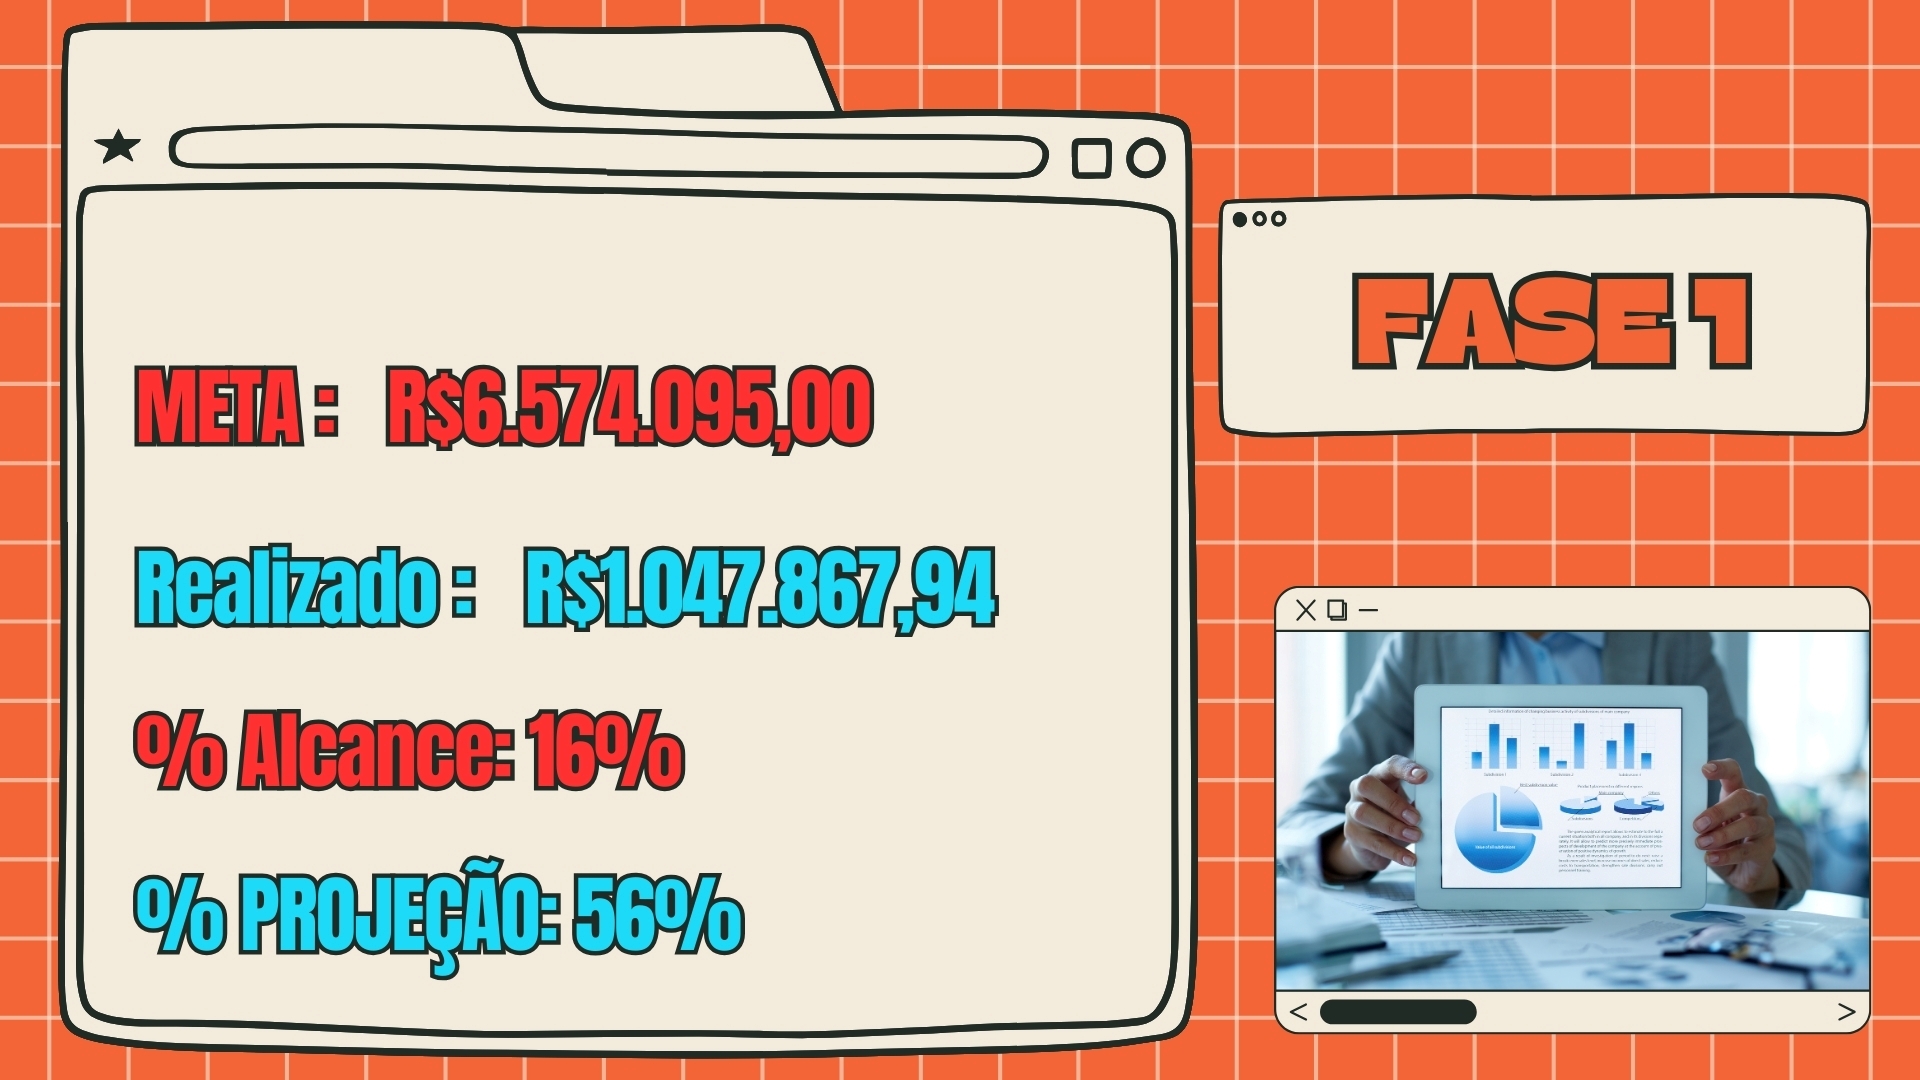 META : R$6.574.095,00
Realizado : R$1.047.867,94
% Alcance: 16%
% PROJEÇÃO: 56%
FASE 1